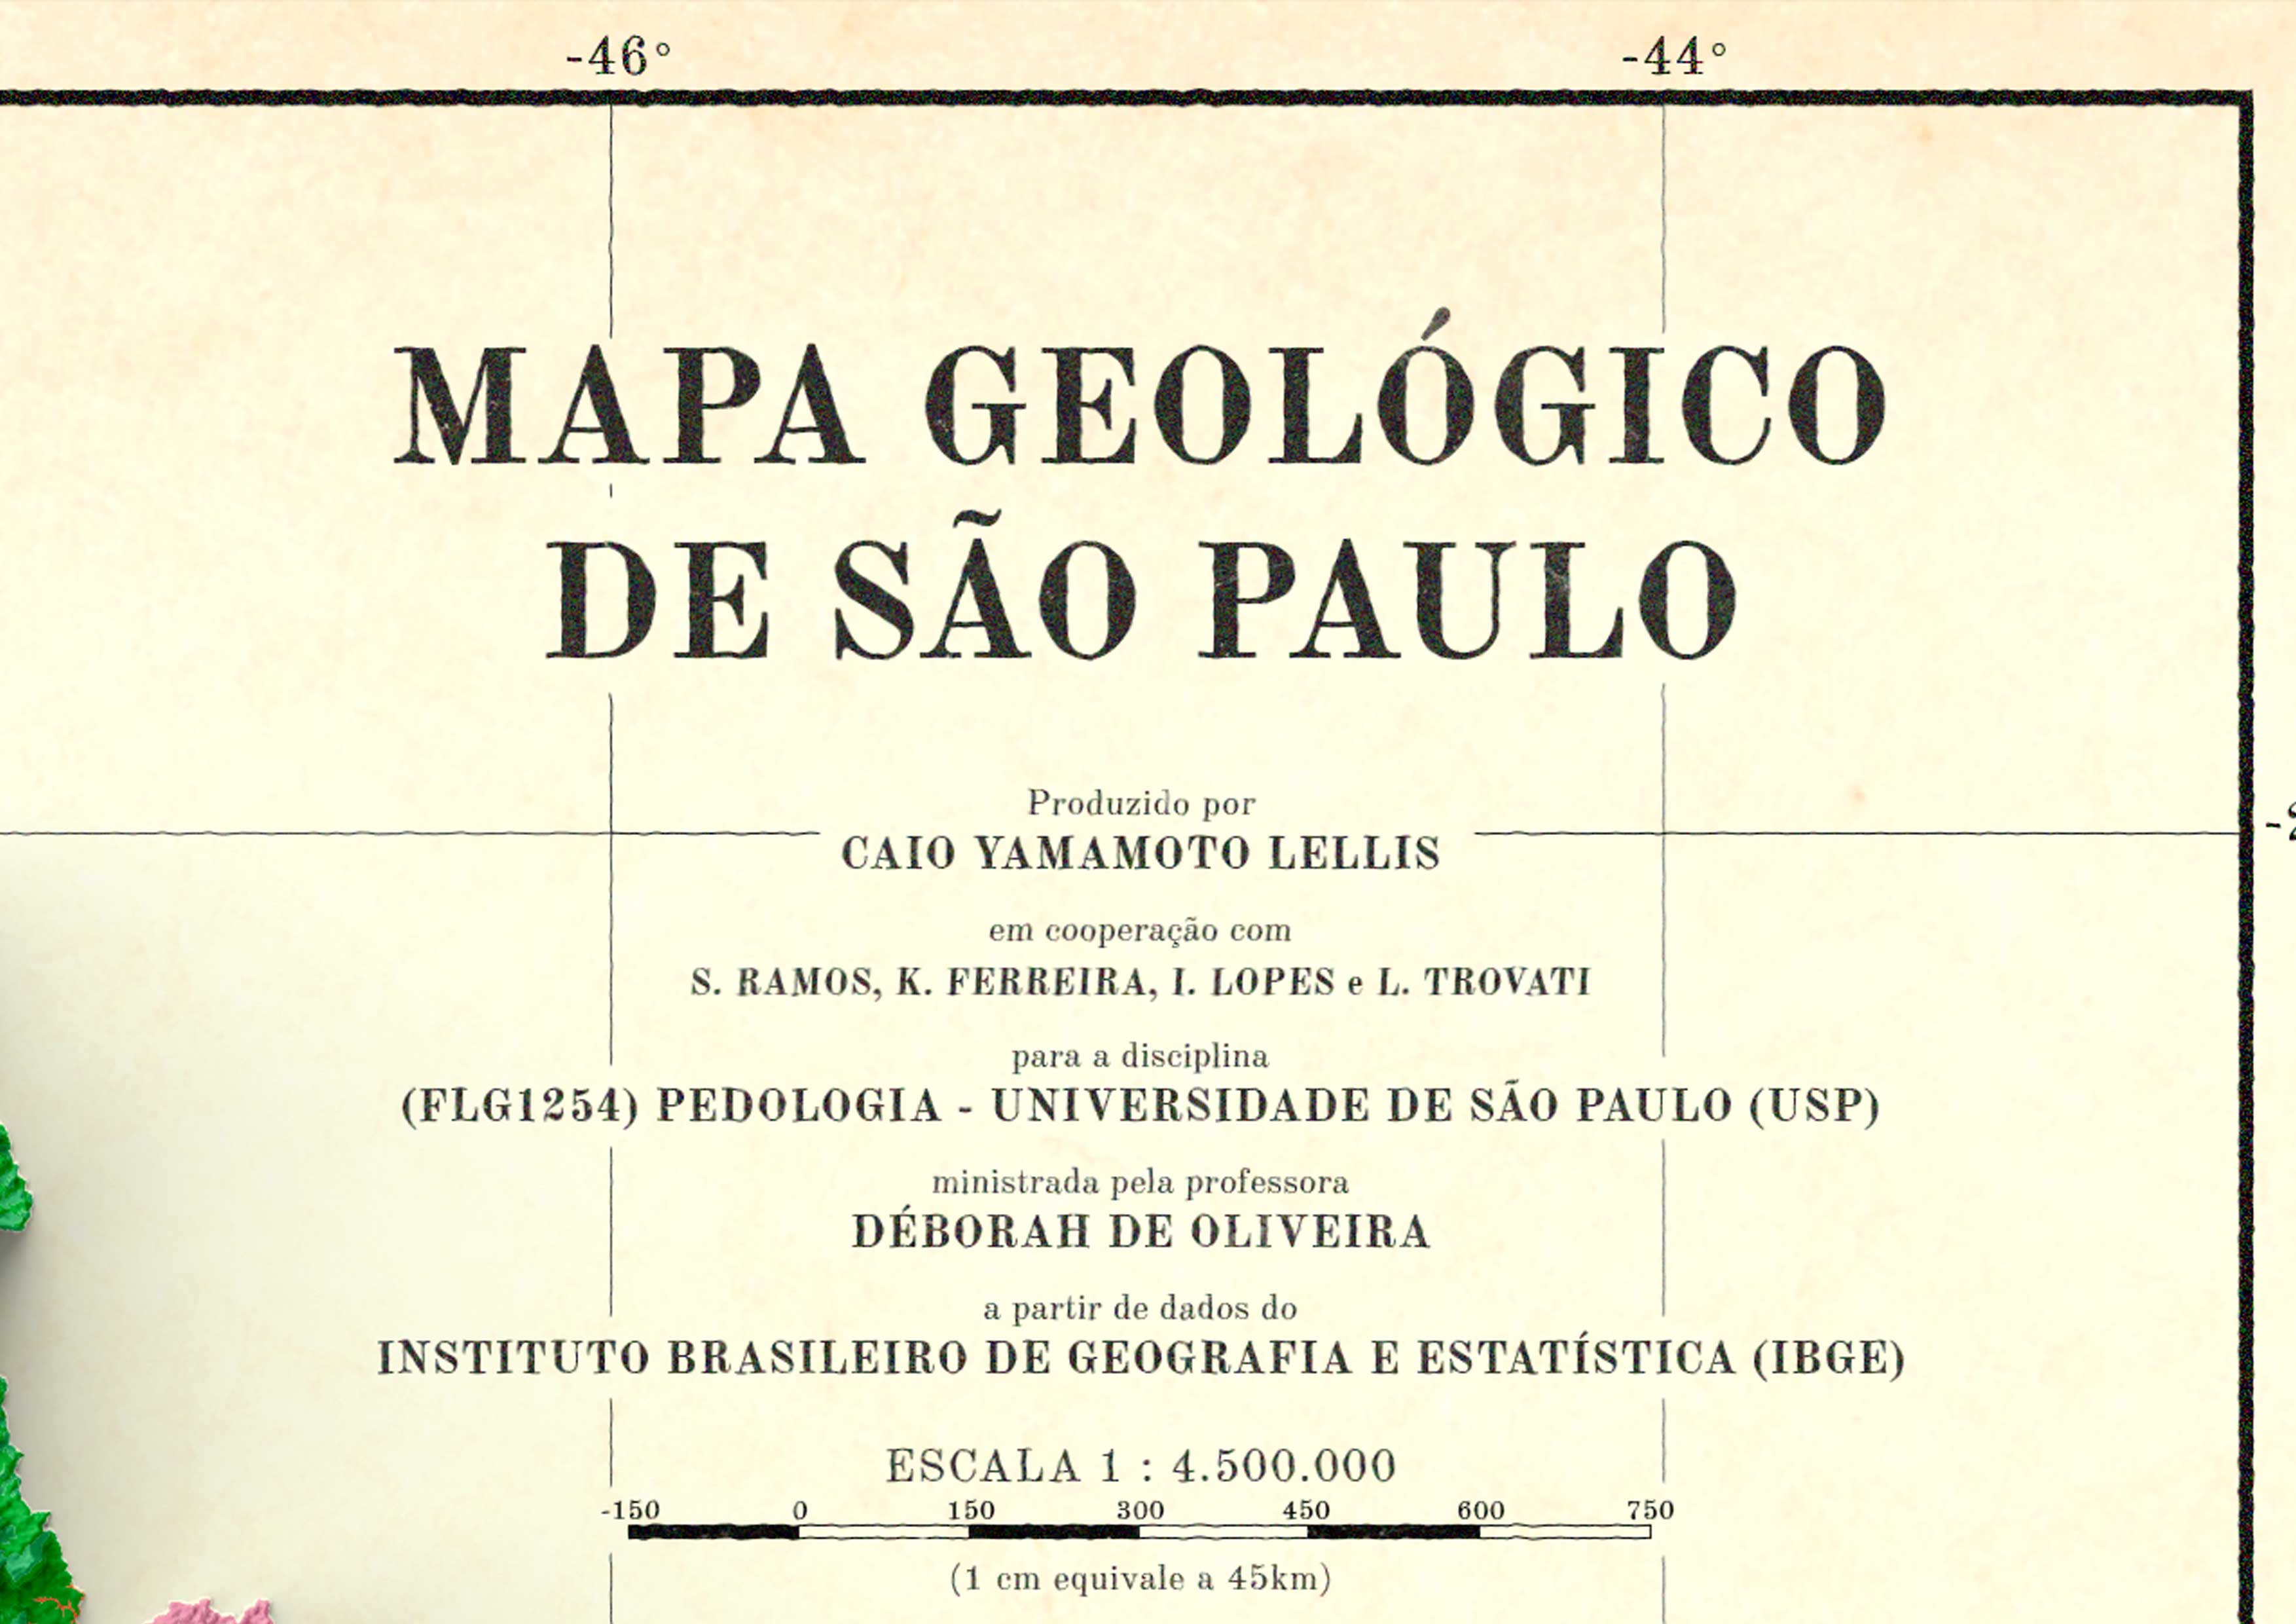 -46° -44°
MAPA GEOLÓGICO
DE SÃO PAULO
Produzido por
CAIO YAMAMOTO LELLIS
em cooperação com
S. RAMOS, K. FERREIRA, I. LOPES e L. TROVATI
para a disciplina
(FLG1254) PEDOLOGIA - UNIVERSIDADE DE SÃO PAULO (USP)
ministrada pela professora
DÉBORAH DE OLIVEIRA
a partir de dados do
INSTITUTO BRASILEIRO DE GEOGRAFIA E ESTATÍSTICA (IBGE)
ESCALA 1 : 4.500.000
-150 0 150 300 450 600 750
(1 cm equivale a 45km)